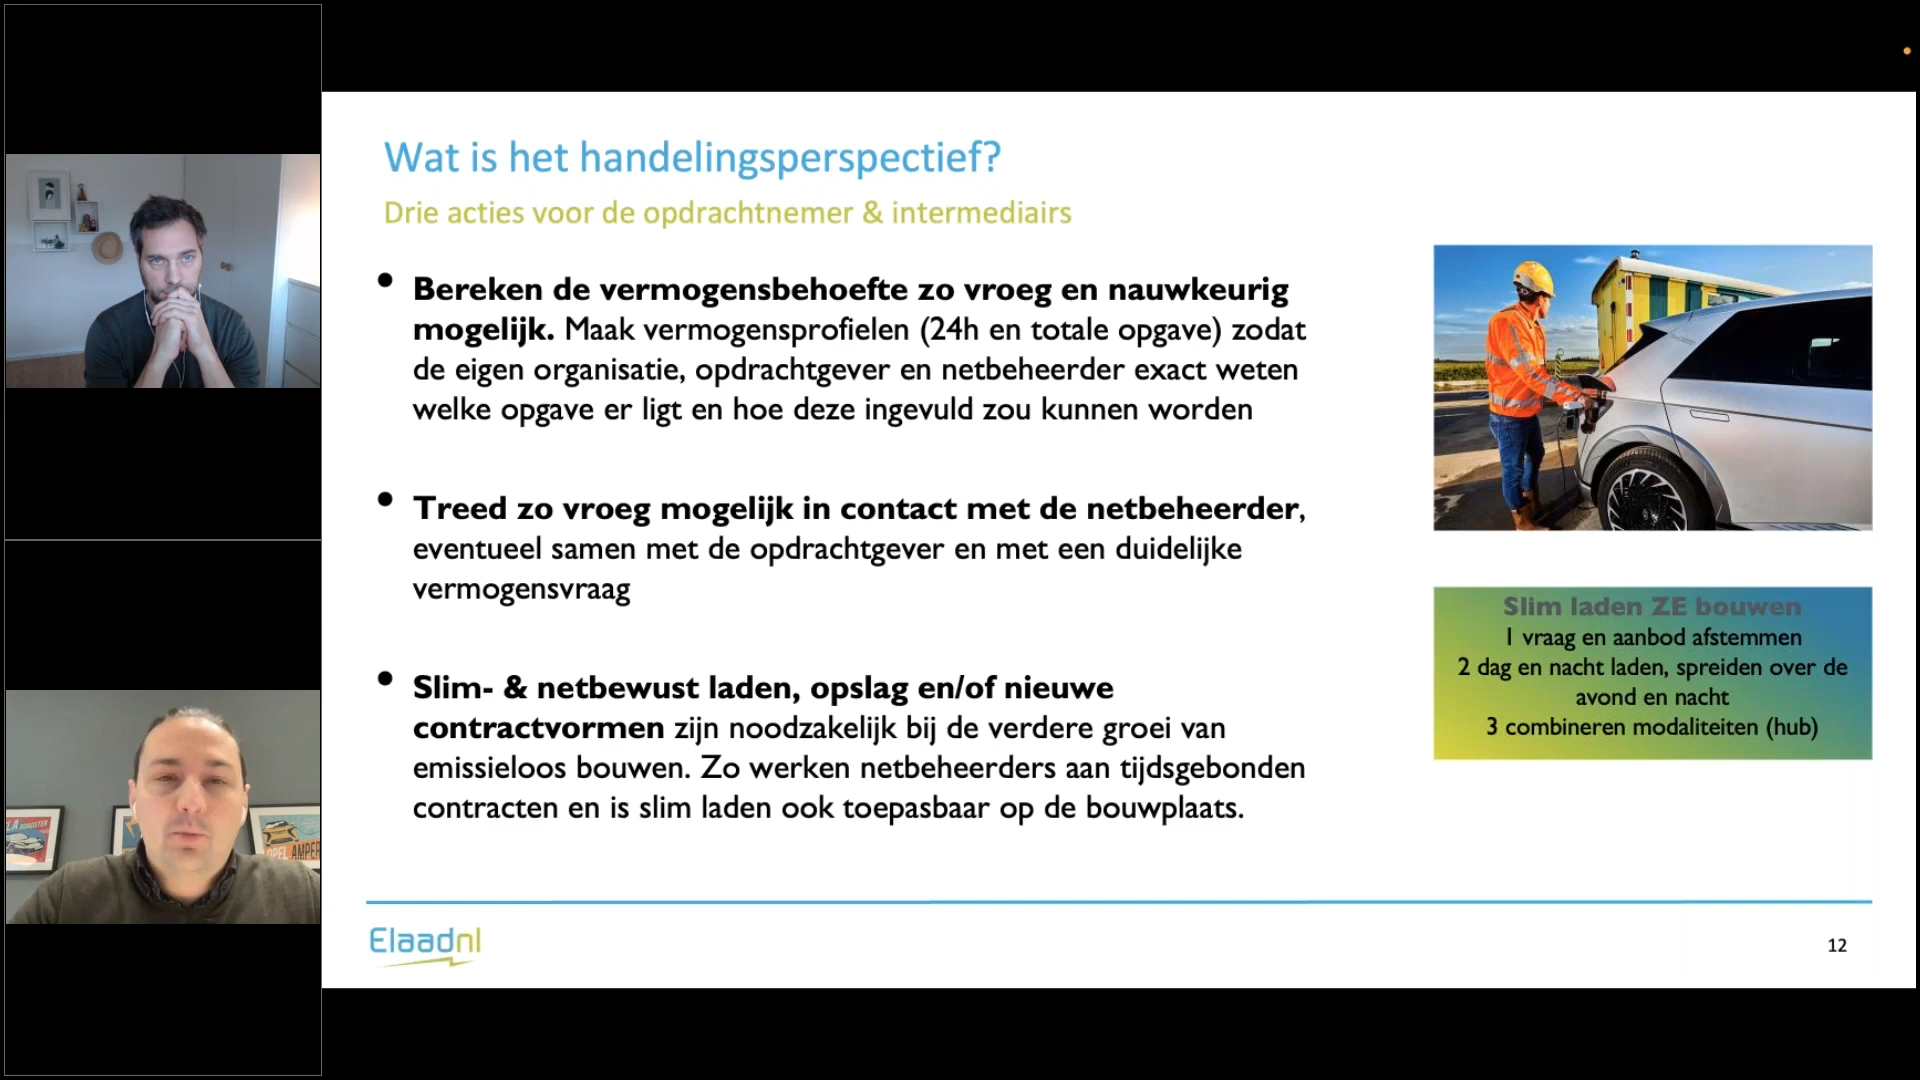 Wat is het handelingsperspectief?
Drie acties voor de opdrachtnemer & intermediairs
• Bereken de vermogensbehoefte zo vroeg en nauwkeurig
mogelijk. Maak vermogensprofielen (24h en totale opgave) zodat
de eigen organisatie, opdrachtgever en netbeheerder exact weten
welke opgave er ligt en hoe deze ingevuld zou kunnen worden
• Treed zo vroeg mogelijk in contact met de netbeheerder,
eventueel samen met de opdrachtgever en met een duidelijke
vermogensvraag
• Slim- & netbewust laden, opslag en/of nieuwe
contractvormen zijn noodzakelijk bij de verdere groei van
emissieloos bouwen. Zo werken netbeheerders aan tijdsgebonden
contracten en is slim laden ook toepasbaar op de bouwplaats.
Slim laden ZE bouwen
1 vraag en aanbod afstemmen
2 dag en nacht laden, spreiden over de
avond en nacht
3 combineren modaliteiten (hub)
Elaadnl
12
LA ROADSTER
OPEL AMPER